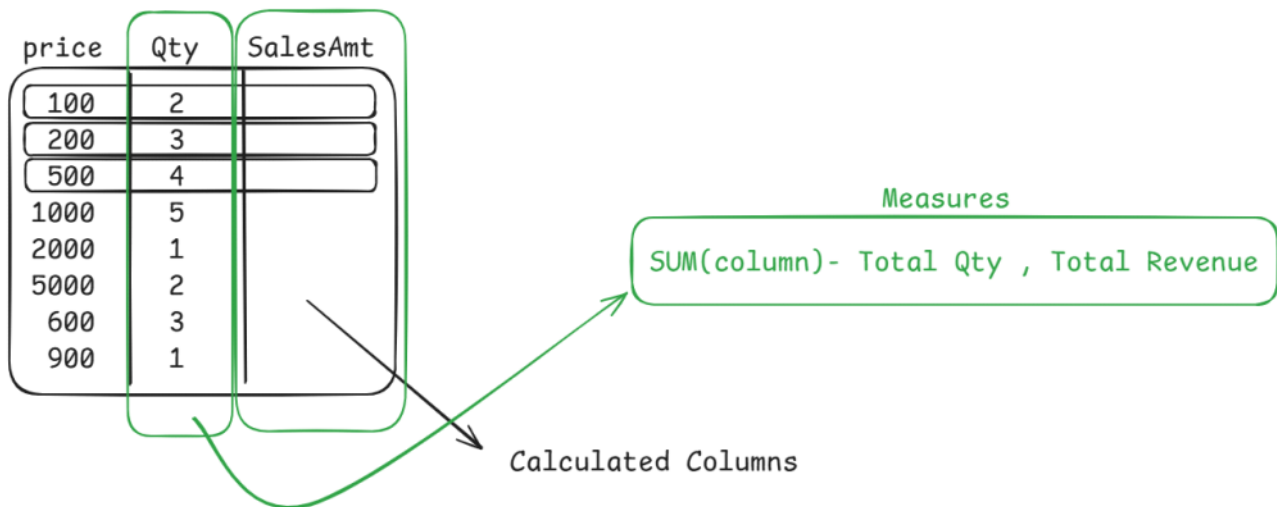 price Qty SalesAmt
100 2
200 3
500 4
1000 5
2000 1
5000 2
600 3
900 1
Measures
SUM(column)- Total Qty , Total Revenue
Calculated Columns